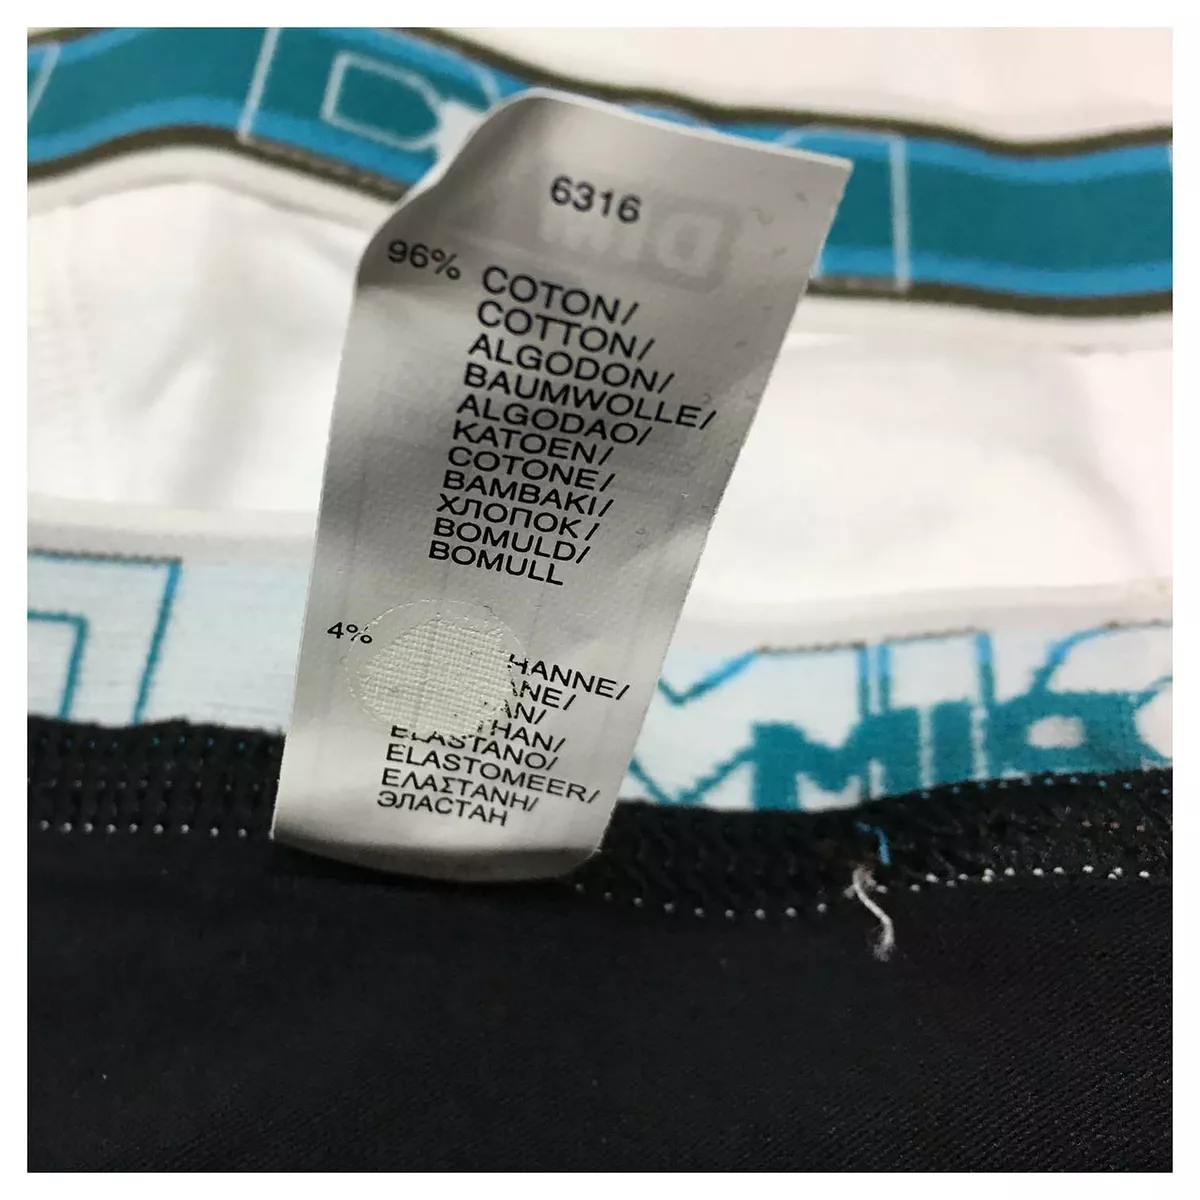 6316
96% COTON/
COTTON/
ALGODON/
BAUMWOLLE/
ALGODAO/
KATOEN/
COTONE/
BAMBAKI/
ХЛОПОК/
BOMULD/
BOMULL
4%
HANNE/
ANE/
AN/
THAN/
ELASTANO/
ELASTOMEER/
ΕΛΑΣΤΑΝΗ/
ЭЛАСТАН